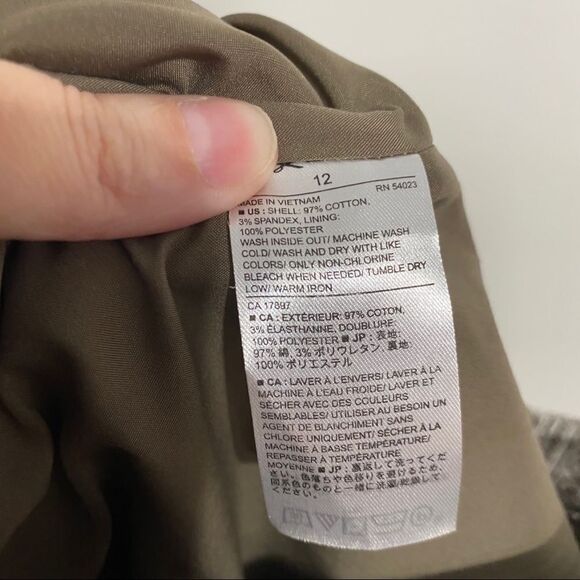 12
RN 54023
MADE IN VIETNAM
■ US : SHELL: 97% COTTON,
3% SPANDEX, LINING:
100% POLYESTER
WASH INSIDE OUT/ MACHINE WASH
COLD/ WASH AND DRY WITH LIKE
COLORS/ ONLY NON-CHLORINE
BLEACH WHEN NEEDED/ TUMBLE DRY
LOW/ WARM IRON
CA 17897
■ CA : EXTÉRIEUR: 97% COTON,
3% ÉLASTHANNE, DOUBLURE:
100% POLYESTER ■ JP : 表地:
97% 綿, 3% ポリウレタン, 裏地:
100% ポリエステル
■ CA : LAVER À L'ENVERS/ LAVER À LA
MACHINE À L'EAU FROIDE/ LAVER ET
SÉCHER AVEC DES COULEURS
SEMBLABLES/ UTILISER AU BESOIN UN
AGENT DE BLANCHIMENT SANS
CHLORE UNIQUEMENT/ SÉCHER À LA
MACHINE À BASSE TEMPÉRATURE/
REPASSER À TEMPÉRATURE
MOYENNE ■ JP : 裏返して洗ってくだ
さい。色落ちや色移りを避けるため、
同系色のものと一緒に洗濯/乾燥して
ください。